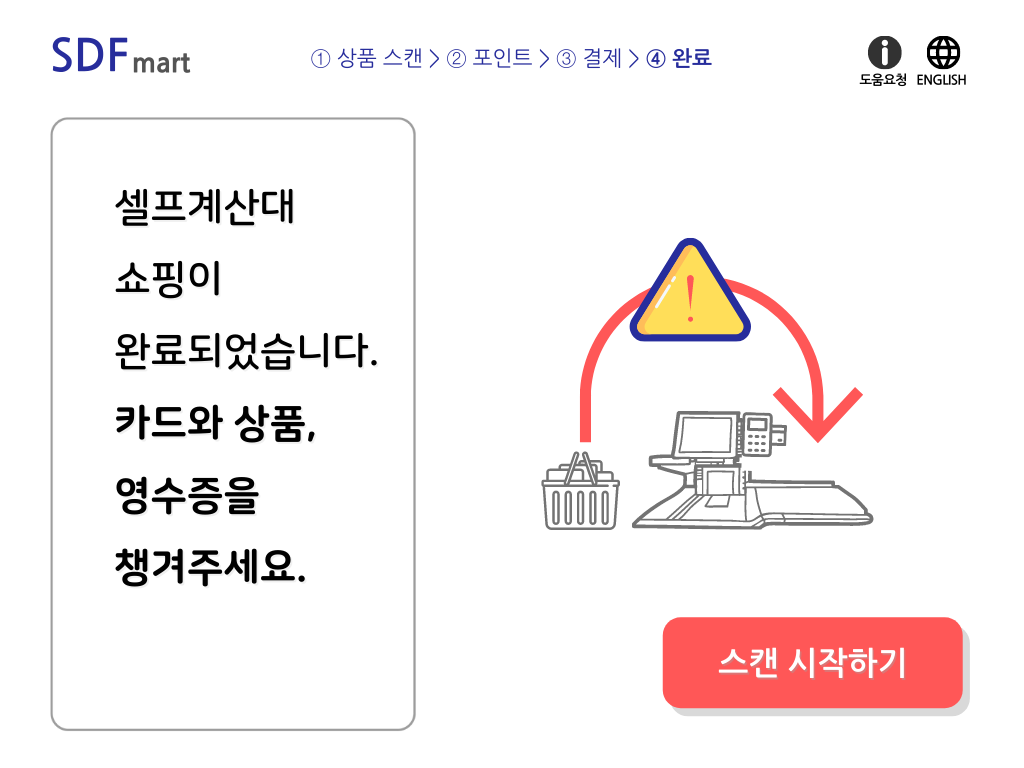 SDF mart
① 상품 스캔 > ② 포인트 > ③ 결제 > ④ 완료
도움요청 ENGLISH
셀프계산대
쇼핑이
완료되었습니다.
카드와 상품,
영수증을
챙겨주세요.
스캔 시작하기